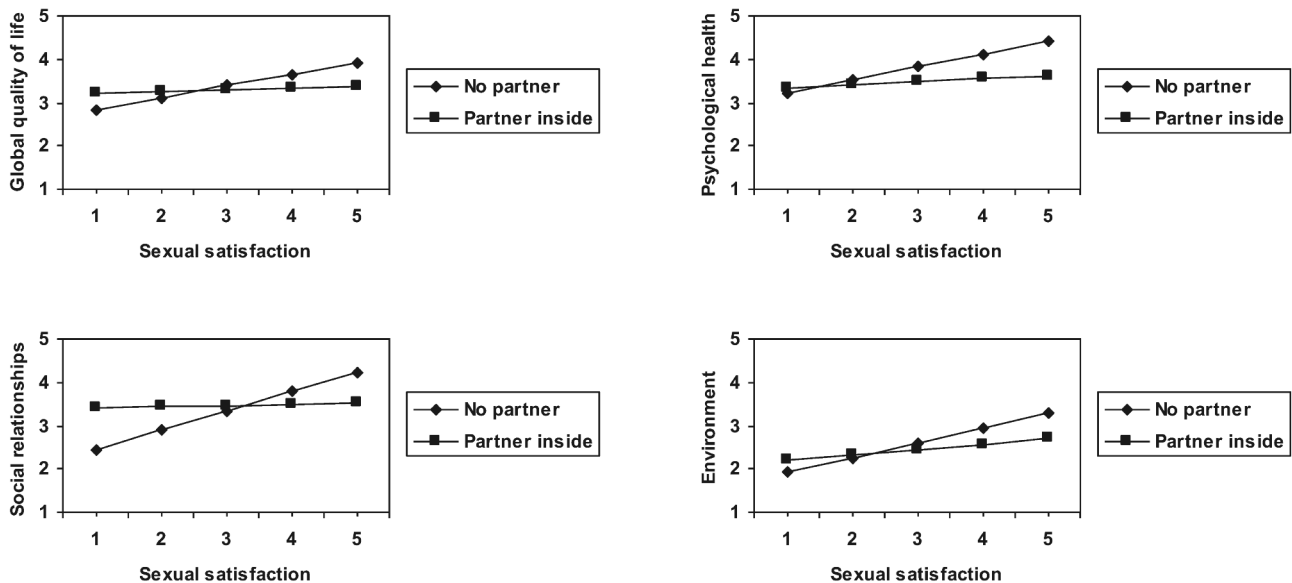 Global quality of life
5
4
3
2
1
1 2 3 4 5
Sexual satisfaction
No partner
Partner inside
Psychological health
5
4
3
2
1
1 2 3 4 5
Sexual satisfaction
No partner
Partner inside
Social relationships
5
4
3
2
1
1 2 3 4 5
Sexual satisfaction
No partner
Partner inside
Environment
5
4
3
2
1
1 2 3 4 5
Sexual satisfaction
No partner
Partner inside